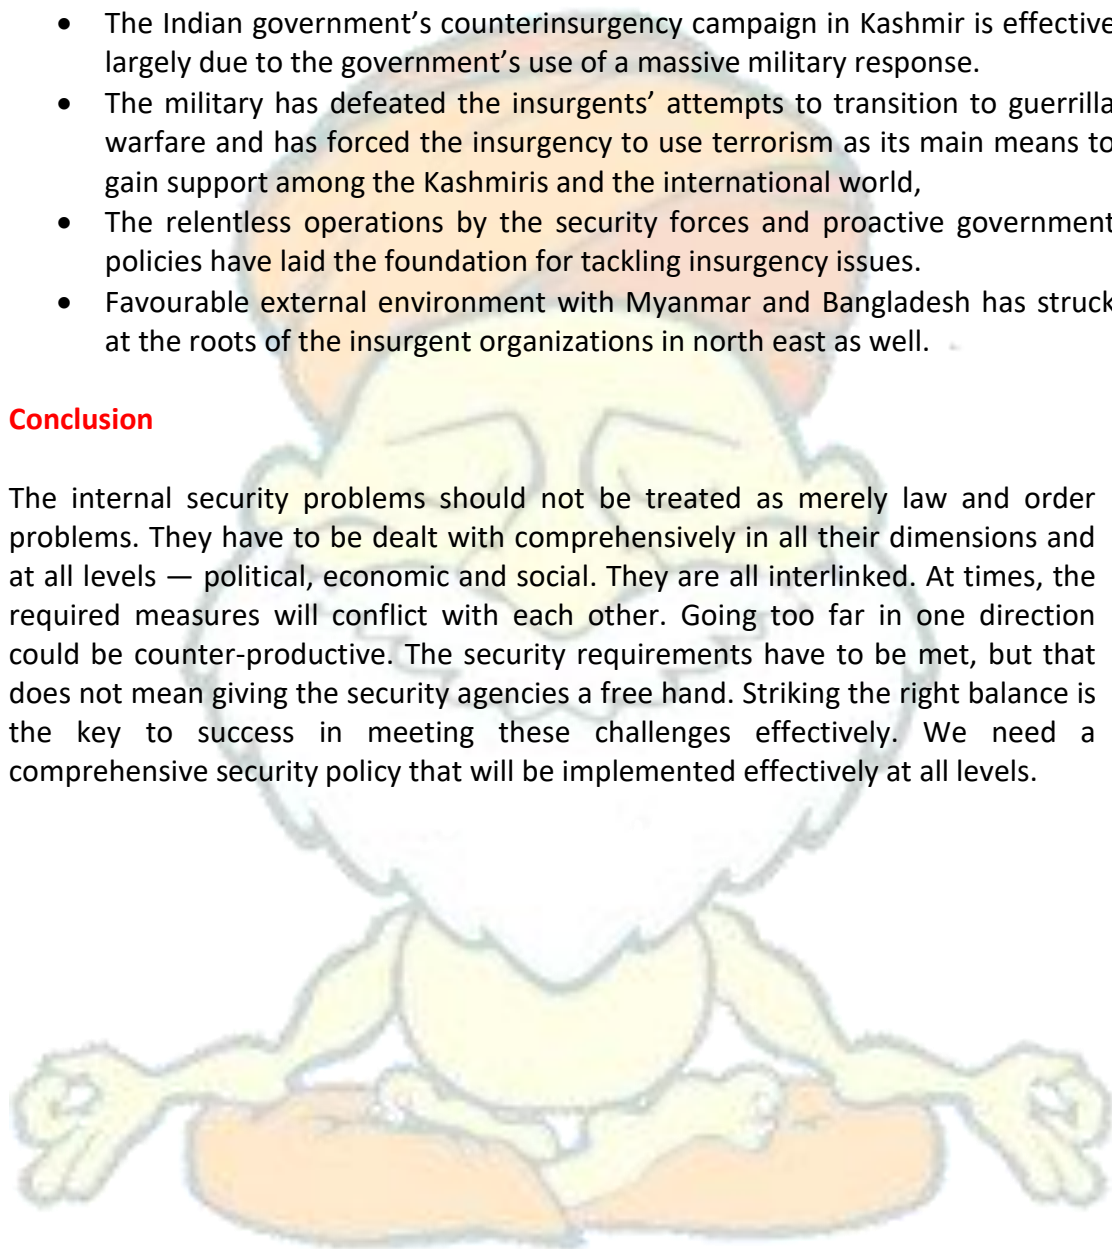 • The Indian government’s counterinsurgency campaign in Kashmir is effective
largely due to the government’s use of a massive military response.
• The military has defeated the insurgents’ attempts to transition to guerrilla
warfare and has forced the insurgency to use terrorism as its main means to
gain support among the Kashmiris and the international world,
• The relentless operations by the security forces and proactive government
policies have laid the foundation for tackling insurgency issues.
• Favourable external environment with Myanmar and Bangladesh has struck
at the roots of the insurgent organizations in north east as well.
Conclusion
The internal security problems should not be treated as merely law and order
problems. They have to be dealt with comprehensively in all their dimensions and
at all levels — political, economic and social. They are all interlinked. At times, the
required measures will conflict with each other. Going too far in one direction
could be counter-productive. The security requirements have to be met, but that
does not mean giving the security agencies a free hand. Striking the right balance is
the key to success in meeting these challenges effectively. We need a
comprehensive security policy that will be implemented effectively at all levels.